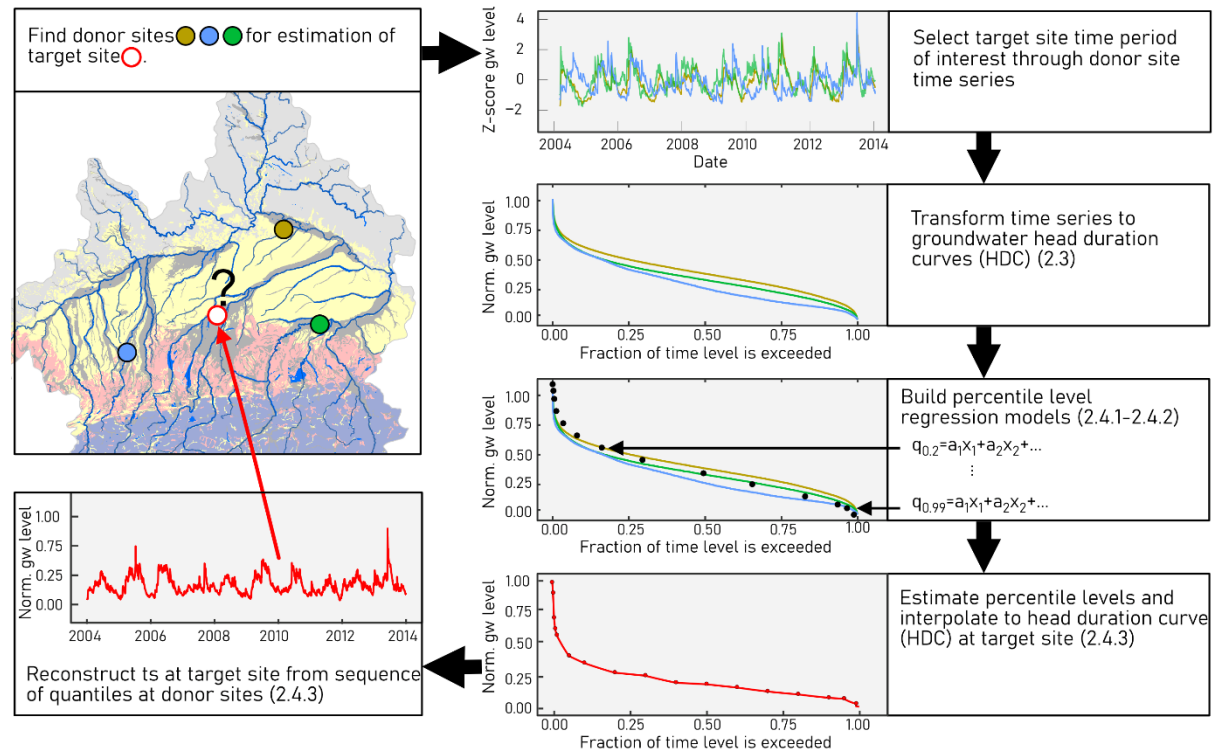 Find donor sites for estimation of
target site .
?
Z-score gw level
4
2
0
−2
2004 2006 2008 2010 2012 2014
Date
Select target site time period
of interest through donor site
time series
Norm. gw level
1.00
0.75
0.50
0.25
0.00
0.00 0.25 0.50 0.75 1.00
Fraction of time level is exceeded
Transform time series to
groundwater head duration
curves (HDC) (2.3)
Norm. gw level
1.00
0.75
0.50
0.25
0.00
0.00 0.25 0.50 0.75 1.00
Fraction of time level is exceeded
Build percentile level
regression models (2.4.1-2.4.2)
q0.2=a1x1+a2x2+...
⋮
q0.99=a1x1+a2x2+...
Norm. gw level
1.00
0.75
0.50
0.25
0.00
0.00 0.25 0.50 0.75 1.00
Fraction of time level is exceeded
Estimate percentile levels and
interpolate to head duration curve
(HDC) at target site (2.4.3)
Norm. gw level
1.00
0.75
0.25
0.00
2004 2006 2008 2010 2012 2014
Reconstruct ts at target site from sequence
of quantiles at donor sites (2.4.3)